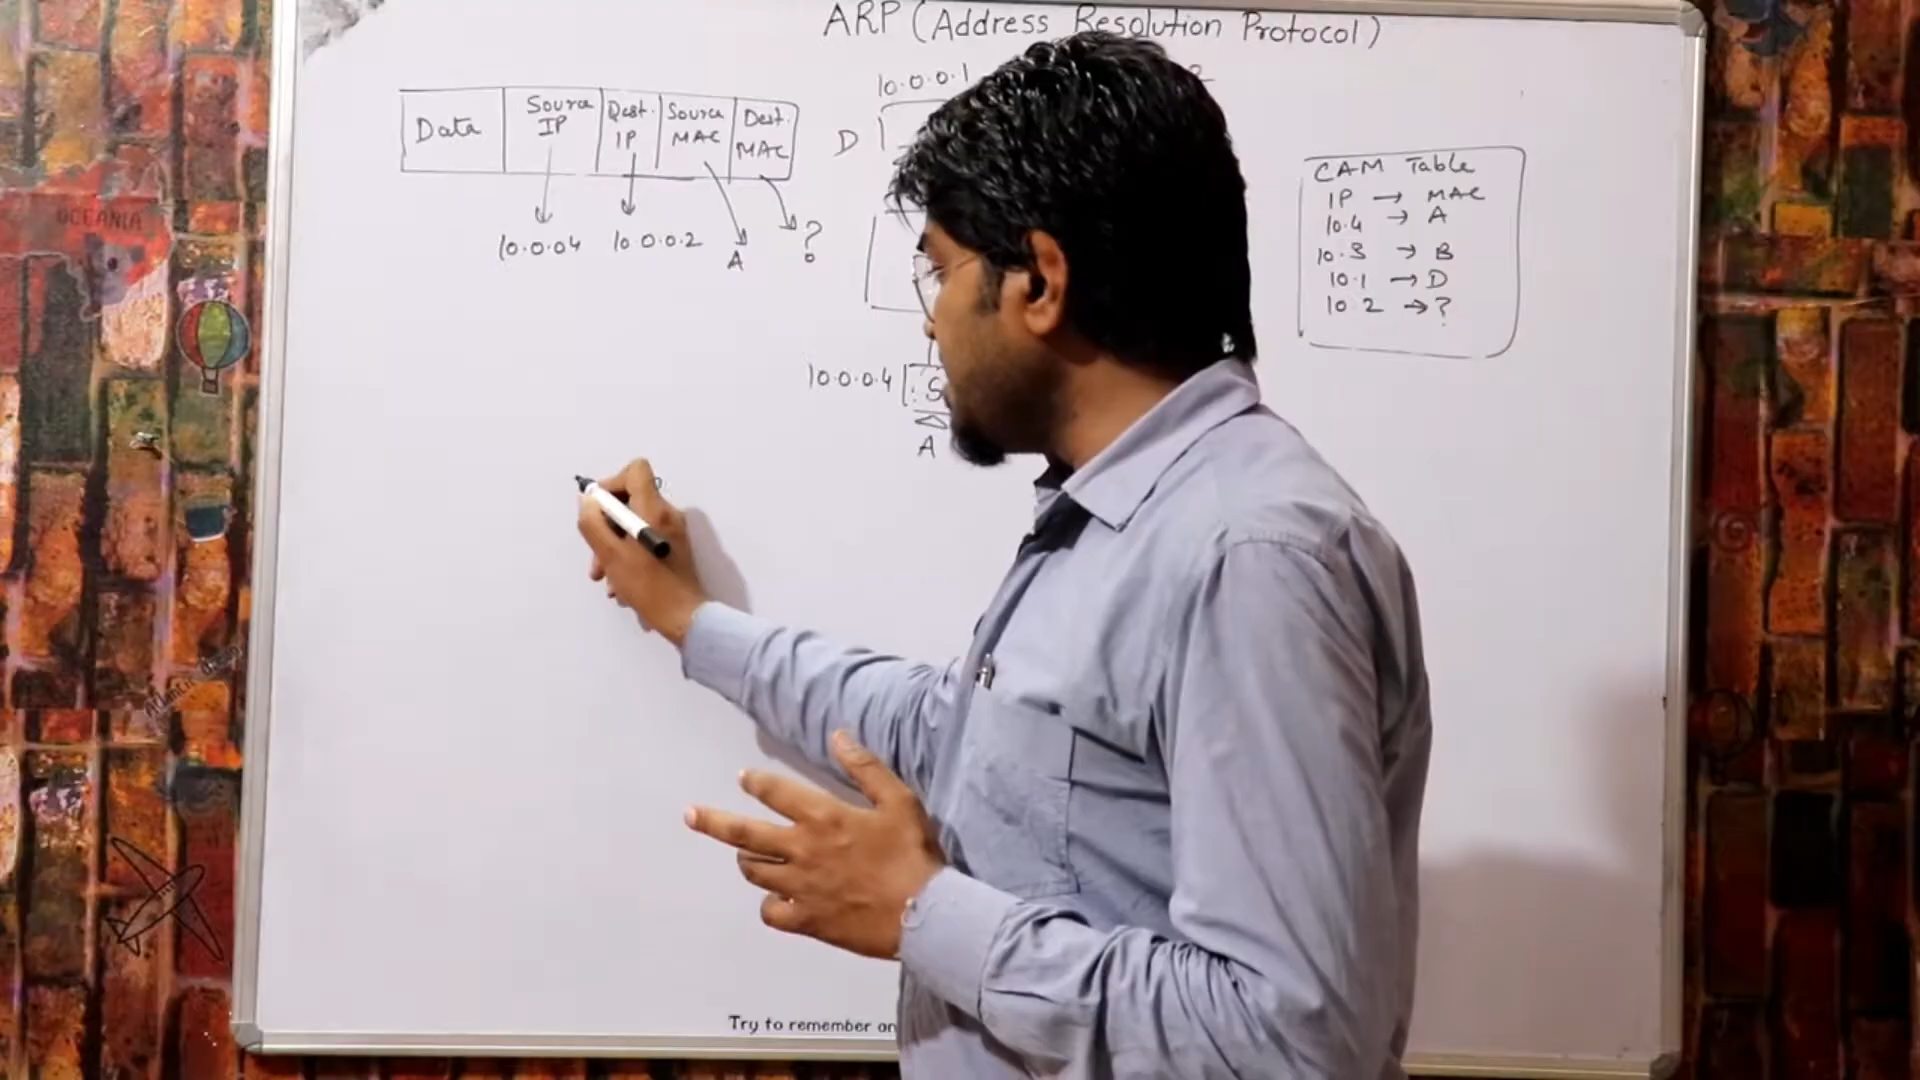 ARP (Address Resolution Protocol)
Data
Source IP
Dest. IP
Source MAC
Dest. MAC
10.0.04
10.0.0.2
A
?
10.0.0.1
2
D
10.0.0.4
S
A
CAM Table
IP → MAC
10.4 → A
10.3 → B
10.1 → D
10.2 → ?
OCEANIA
Try to remember an